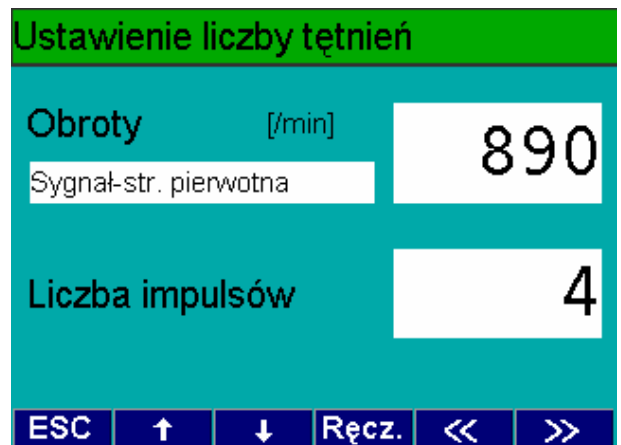 Ustawienie liczby tętnień
Obroty [/min] 890
Sygnał-str. pierwotna
Liczba impulsów 4
ESC ↑ ↓ Ręcz. << >>